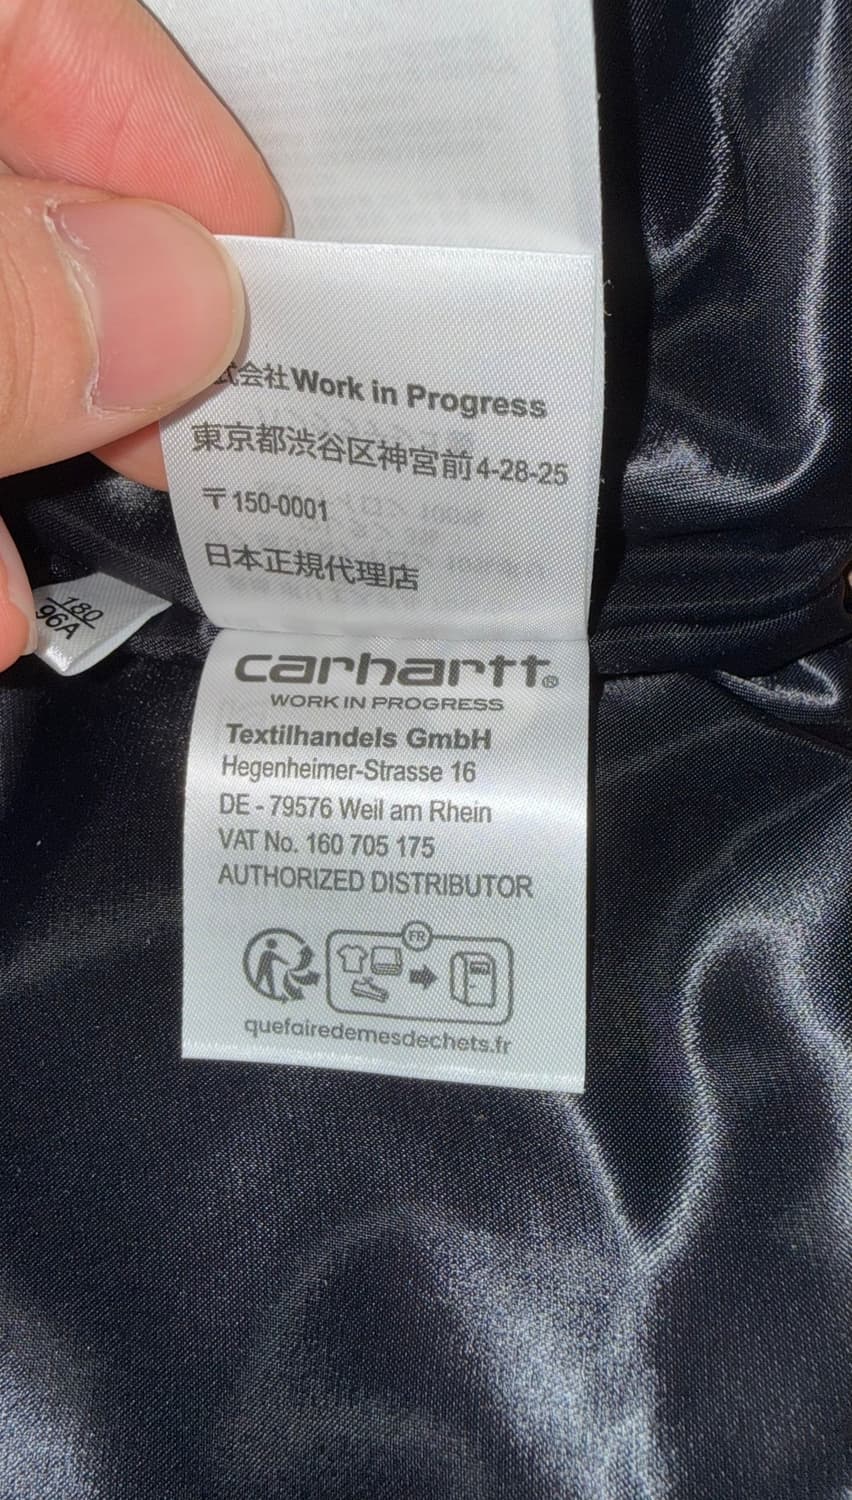 式会社Work in Progress
東京都渋谷区神宮前4-28-25
〒150-0001
日本正規代理店
180
96A
carhartt®
WORK IN PROGRESS
Textilhandels GmbH
Hegenheimer-Strasse 16
DE - 79576 Weil am Rhein
VAT No. 160 705 175
AUTHORIZED DISTRIBUTOR
FR
quefairedemesdechets.fr